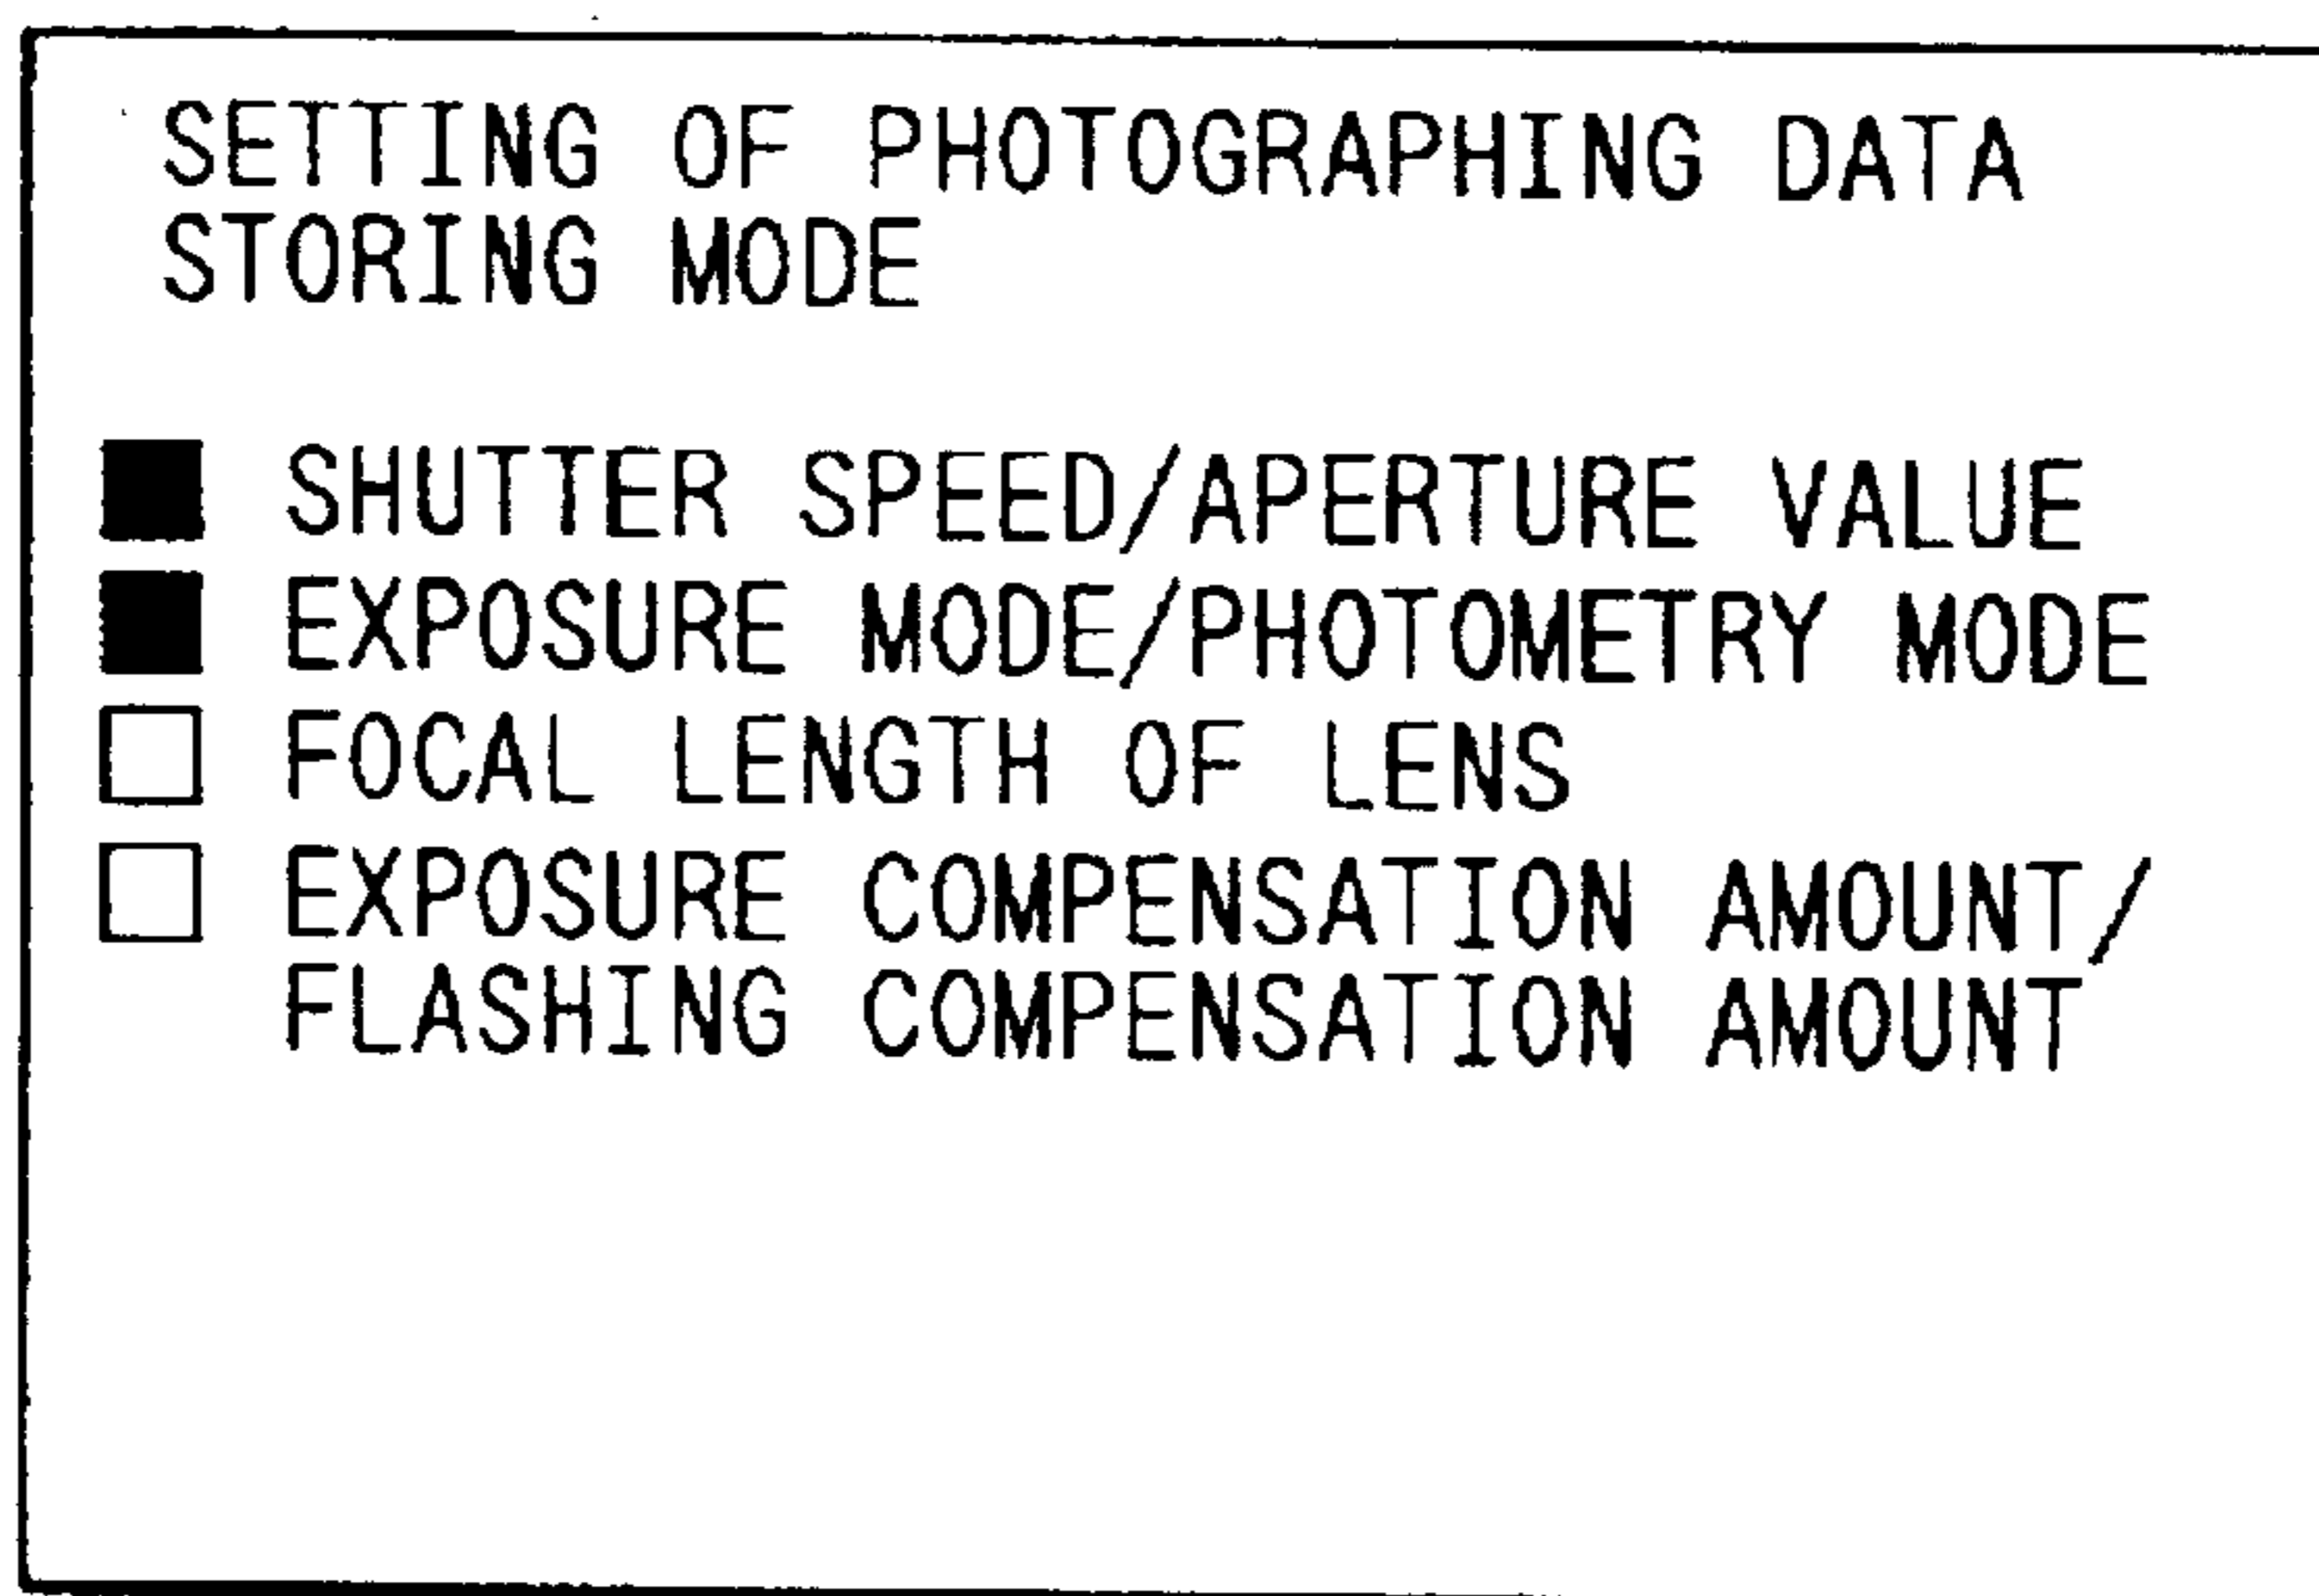 SETTING OF PHOTOGRAPHING DATA
STORING MODE
SHUTTER SPEED/APERTURE VALUE
EXPOSURE MODE/PHOTOMETRY MODE
FOCAL LENGTH OF LENS
EXPOSURE COMPENSATION AMOUNT/
FLASHING COMPENSATION AMOUNT